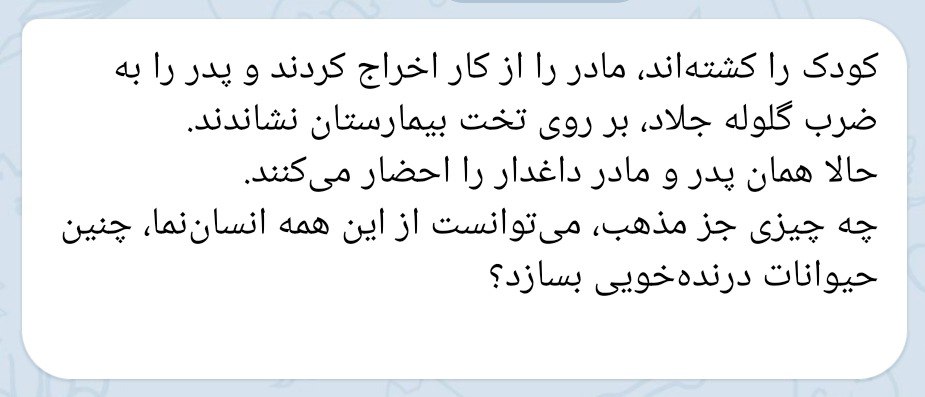 کودک را کشته‌اند، مادر را از کار اخراج کردند و پدر را به
ضرب گلوله جلاد، بر روی تخت بیمارستان نشاندند.
حالا همان پدر و مادر داغدار را احضار می‌کنند.
چه چیزی جز مذهب، می‌توانست از این همه انسان‌نما، چنین
حیوانات درنده‌خویی بسازد؟